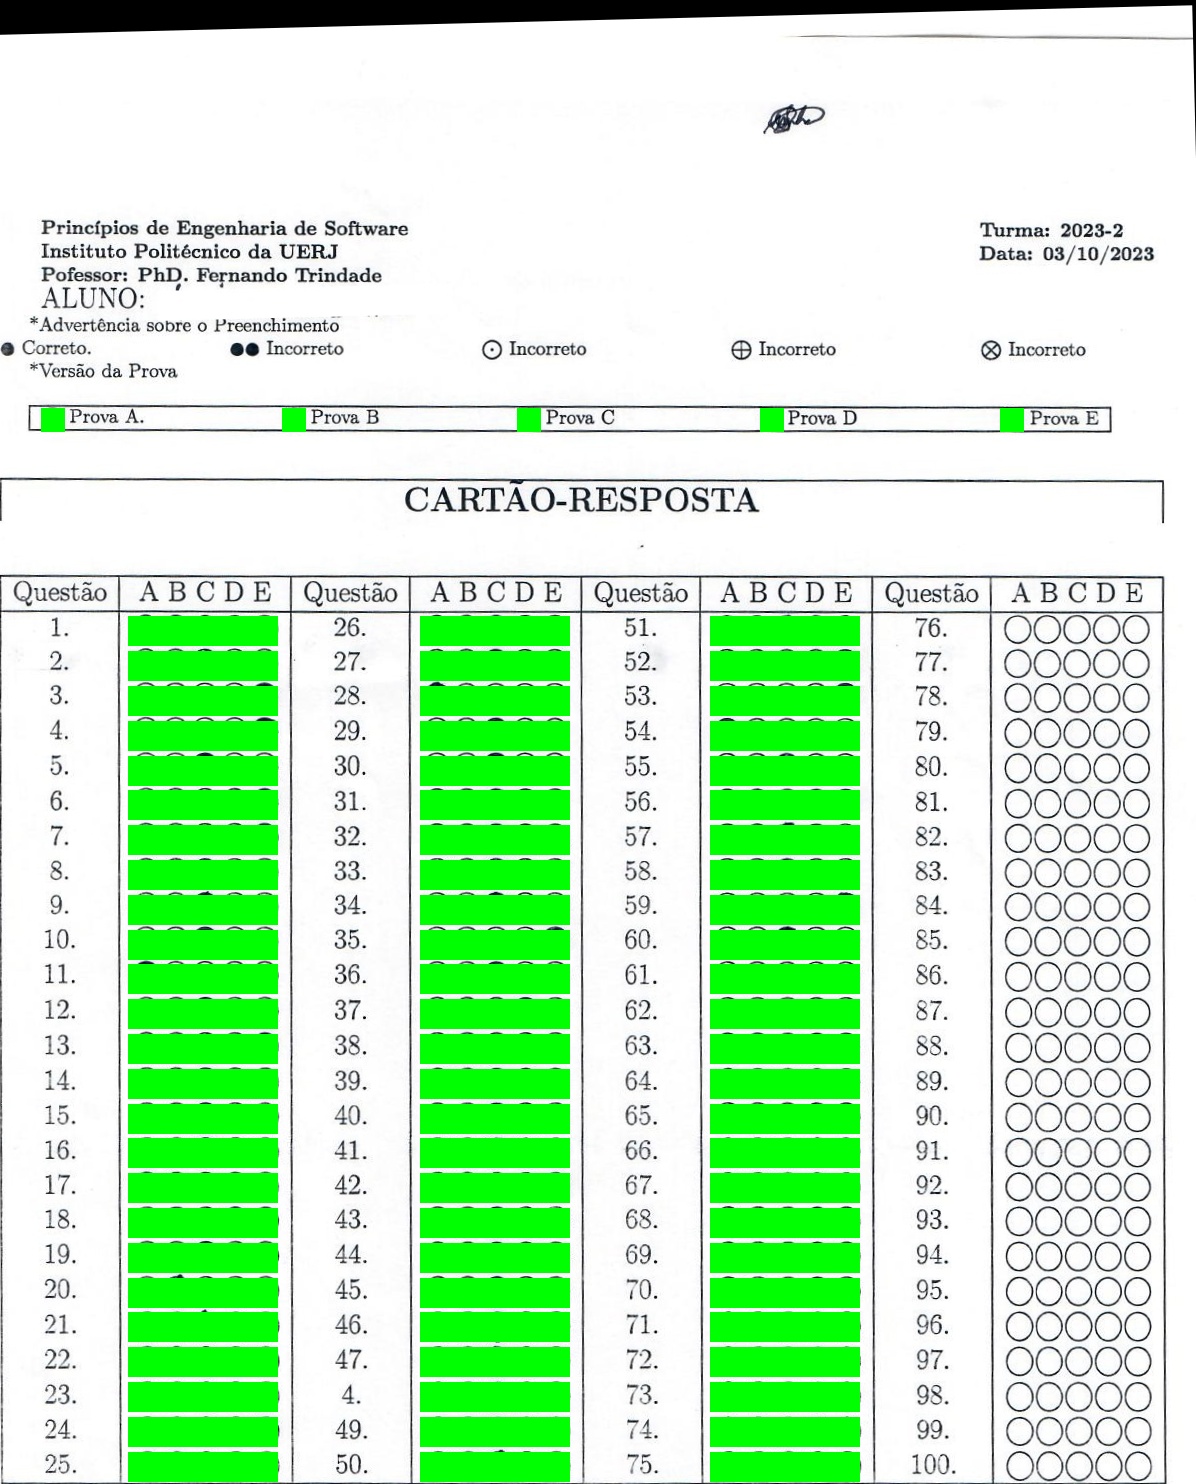 Princípios de Engenharia de Software
Instituto Politécnico da UERJ
Pofessor: PhD. Fernando Trindade
ALUNO:
Turma: 2023-2
Data: 03/10/2023
*Advertência sobre o Preenchimento
Correto. Incorreto Incorreto Incorreto Incorreto
*Versão da Prova
Prova A. Prova B Prova C Prova D Prova E
CARTÃO-RESPOSTA
Questão A B C D E Questão A B C D E Questão A B C D E Questão A B C D E
1. 26. 51. 76.
2. 27. 52. 77.
3. 28. 53. 78.
4. 29. 54. 79.
5. 30. 55. 80.
6. 31. 56. 81.
7. 32. 57. 82.
8. 33. 58. 83.
9. 34. 59. 84.
10. 35. 60. 85.
11. 36. 61. 86.
12. 37. 62. 87.
13. 38. 63. 88.
14. 39. 64. 89.
15. 40. 65. 90.
16. 41. 66. 91.
17. 42. 67. 92.
18. 43. 68. 93.
19. 44. 69. 94.
20. 45. 70. 95.
21. 46. 71. 96.
22. 47. 72. 97.
23. 4. 73. 98.
24. 49. 74. 99.
25. 50. 75. 100.